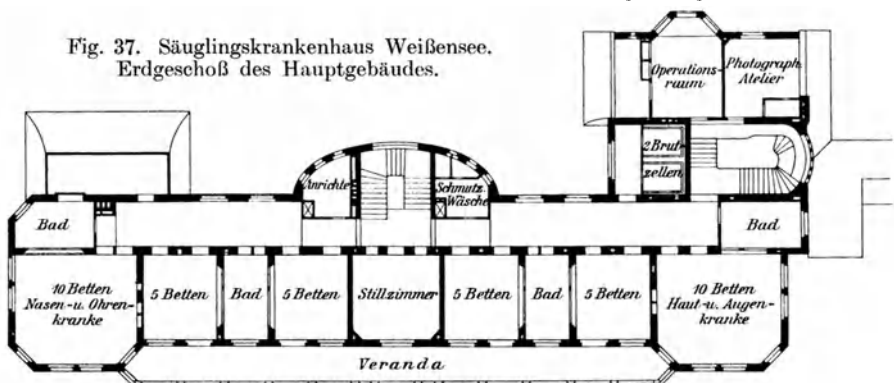 Fig. 37. Säuglingskrankenhaus Weißensee.
Erdgeschoß des Hauptgebäudes.
Operations-
raum
Photograph.
Atelier
2 Brut-
zellen
Anrichte
Schmutz
Wäsche
Bad
Bad
10 Betten
Nasen- u. Ohren-
kranke
5 Betten
Bad
5 Betten
Stillzimmer
5 Betten
Bad
5 Betten
10 Betten
Haut- u. Augen-
kranke
Veranda